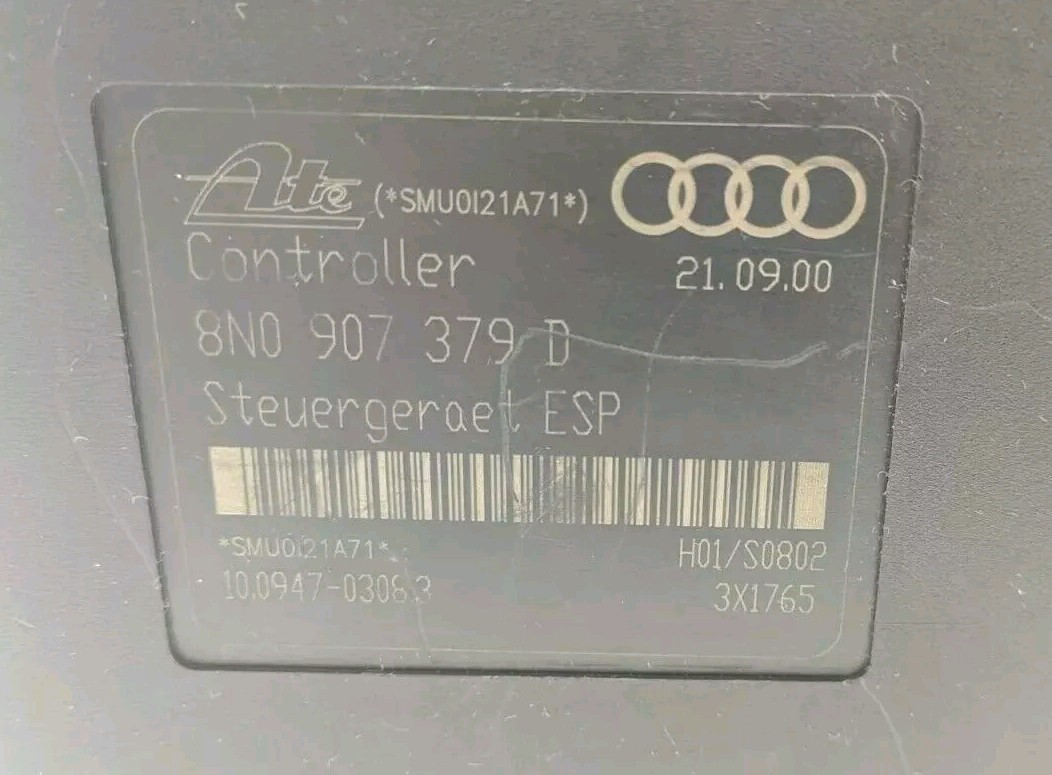 Ate (*SMU0I21A71*)
Controller 21.09.00
8N0 907 379 D
Steuergeraet ESP
*SMU0I21A71* H01/S0802
10.0947-0308.3 3X1765